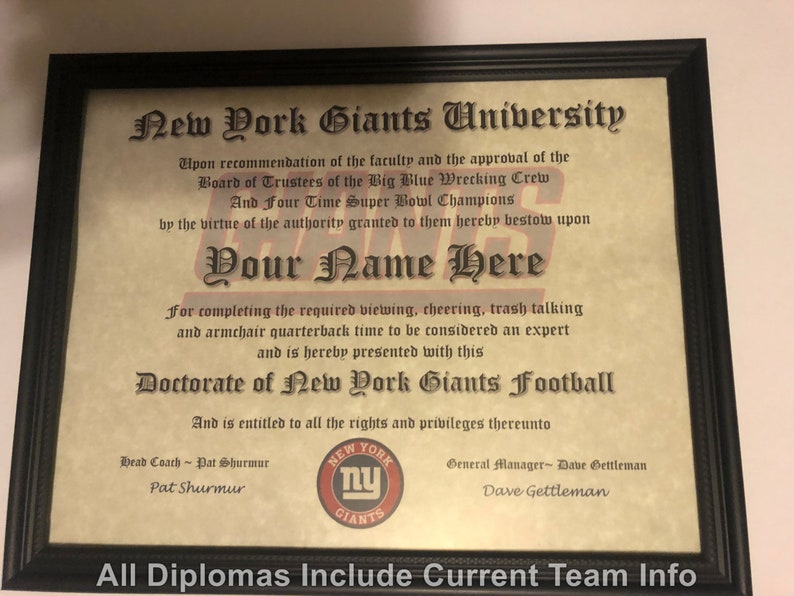 New York Giants University
Upon recommendation of the faculty and the approval of the
Board of Trustees of the Big Blue Wrecking Crew
And Four Time Super Bowl Champions
by the virtue of the authority granted to them hereby bestow upon
GIANTS
Your Name Here
For completing the required viewing, cheering, trash talking
and armchair quarterback time to be considered an expert
and is hereby presented with this
Doctorate of New York Giants Football
And is entitled to all the rights and privileges thereunto
Head Coach ~ Pat Shurmur
Pat Shurmur
NEW YORK
ny
GIANTS
General Manager~ Dave Gettleman
Dave Gettleman
All Diplomas Include Current Team Info